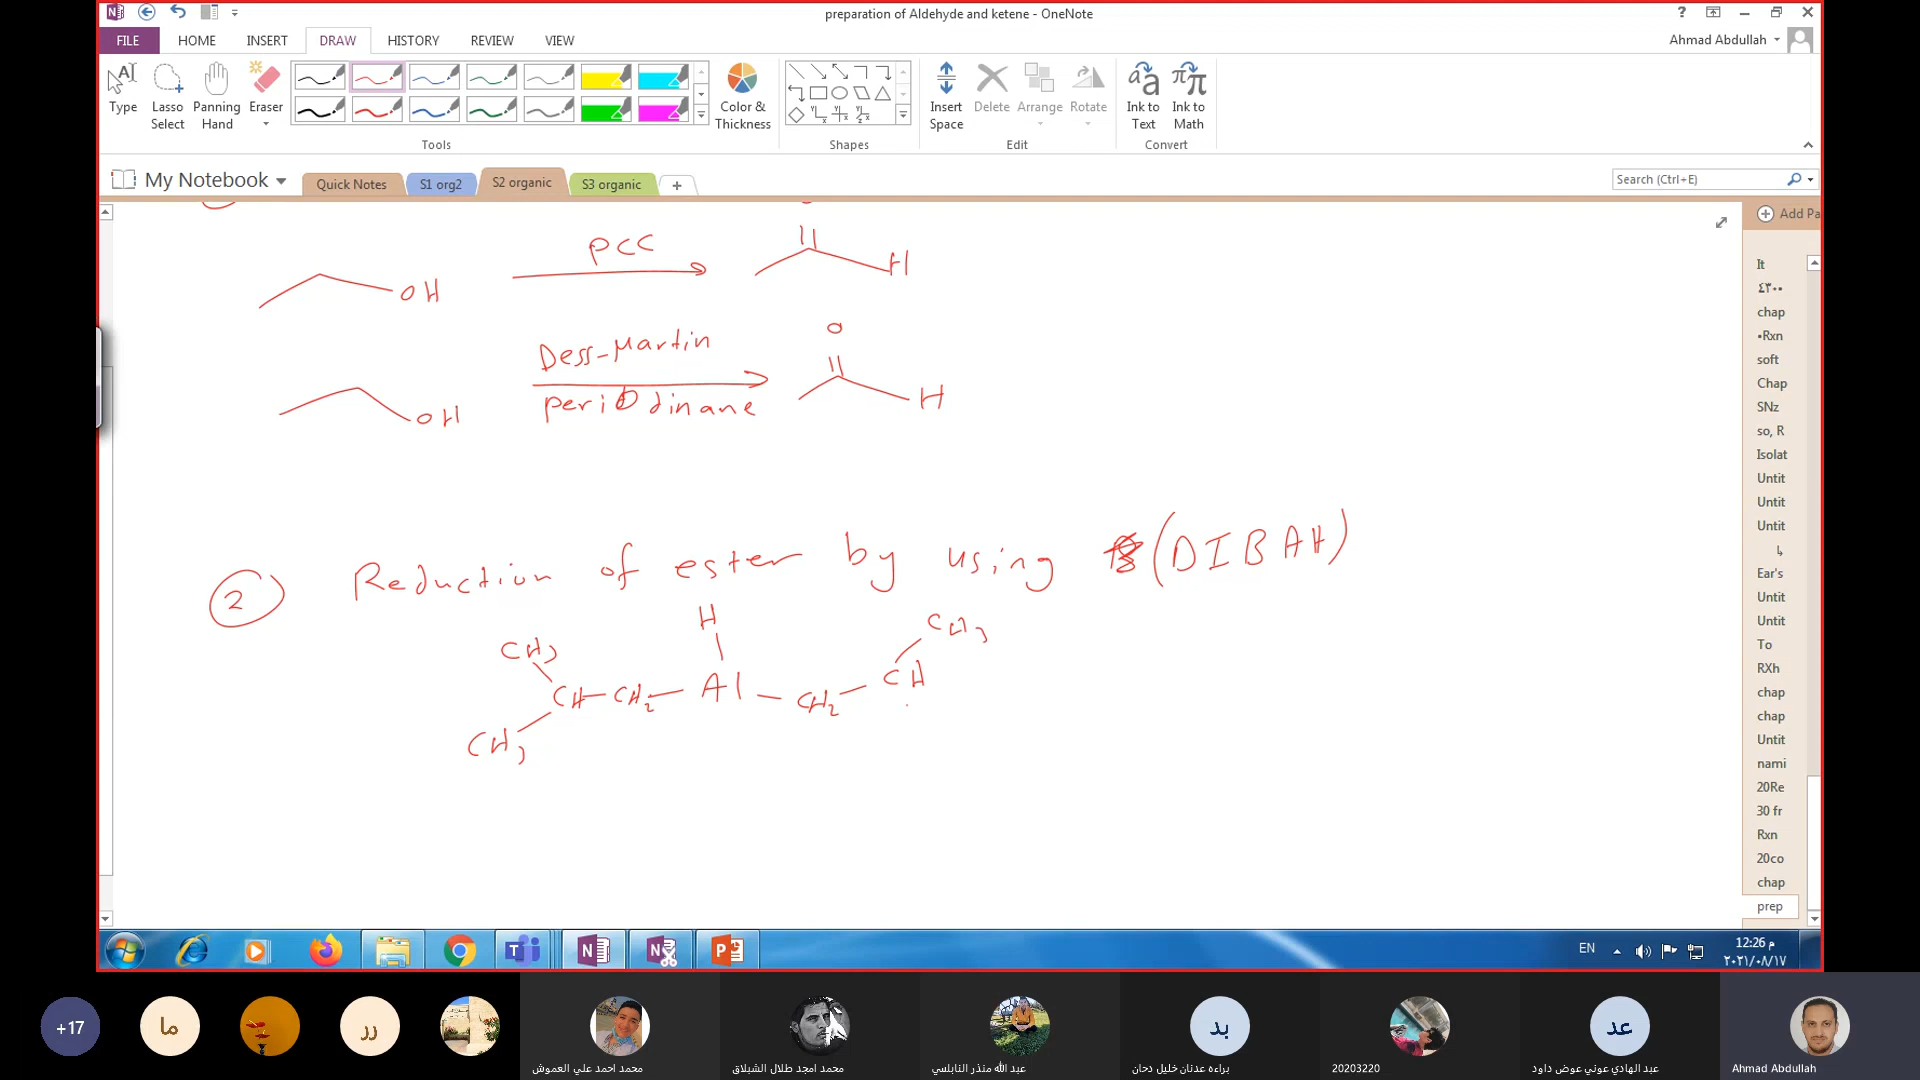 preparation of Aldehyde and ketene - OneNote
?
FILE HOME INSERT DRAW HISTORY REVIEW VIEW
Ahmad Abdullah
Type
Lasso Select
Panning Hand
Eraser
Color & Thickness
Insert Space
Delete
Arrange
Rotate
Ink to Text
Ink to Math
Tools
Shapes
Edit
Convert
My Notebook
Quick Notes
S1 org2
S2 organic
S3 organic
Search (Ctrl+E)
Add Pa
OH
PCC
H
OH
Dess-Martin
periodinane
O
H
2 Reduction of ester by using (DIBAH)
CH3
H
CH3
CH-CH2-Al-CH2-CH
CH3
It
٤٣٠٠
chap
•Rxn
soft
Chap
SNz
so, R
Isolat
Untit
Untit
Untit
Ear's
Untit
Untit
To
RXh
chap
chap
Untit
nami
20Re
30 fr
Rxn
20co
chap
prep
EN
12:26 م
٢٠٢١/٠٨/١٧
+17
ما
رر
محمد احمد علي العموش
محمد امجد طلال الشبلاق
عبد الله منذر النابلسي
بد
براءه عدنان خليل دحان
20203220
عد
عبد الهادي عوني عوض داود
Ahmad Abdullah